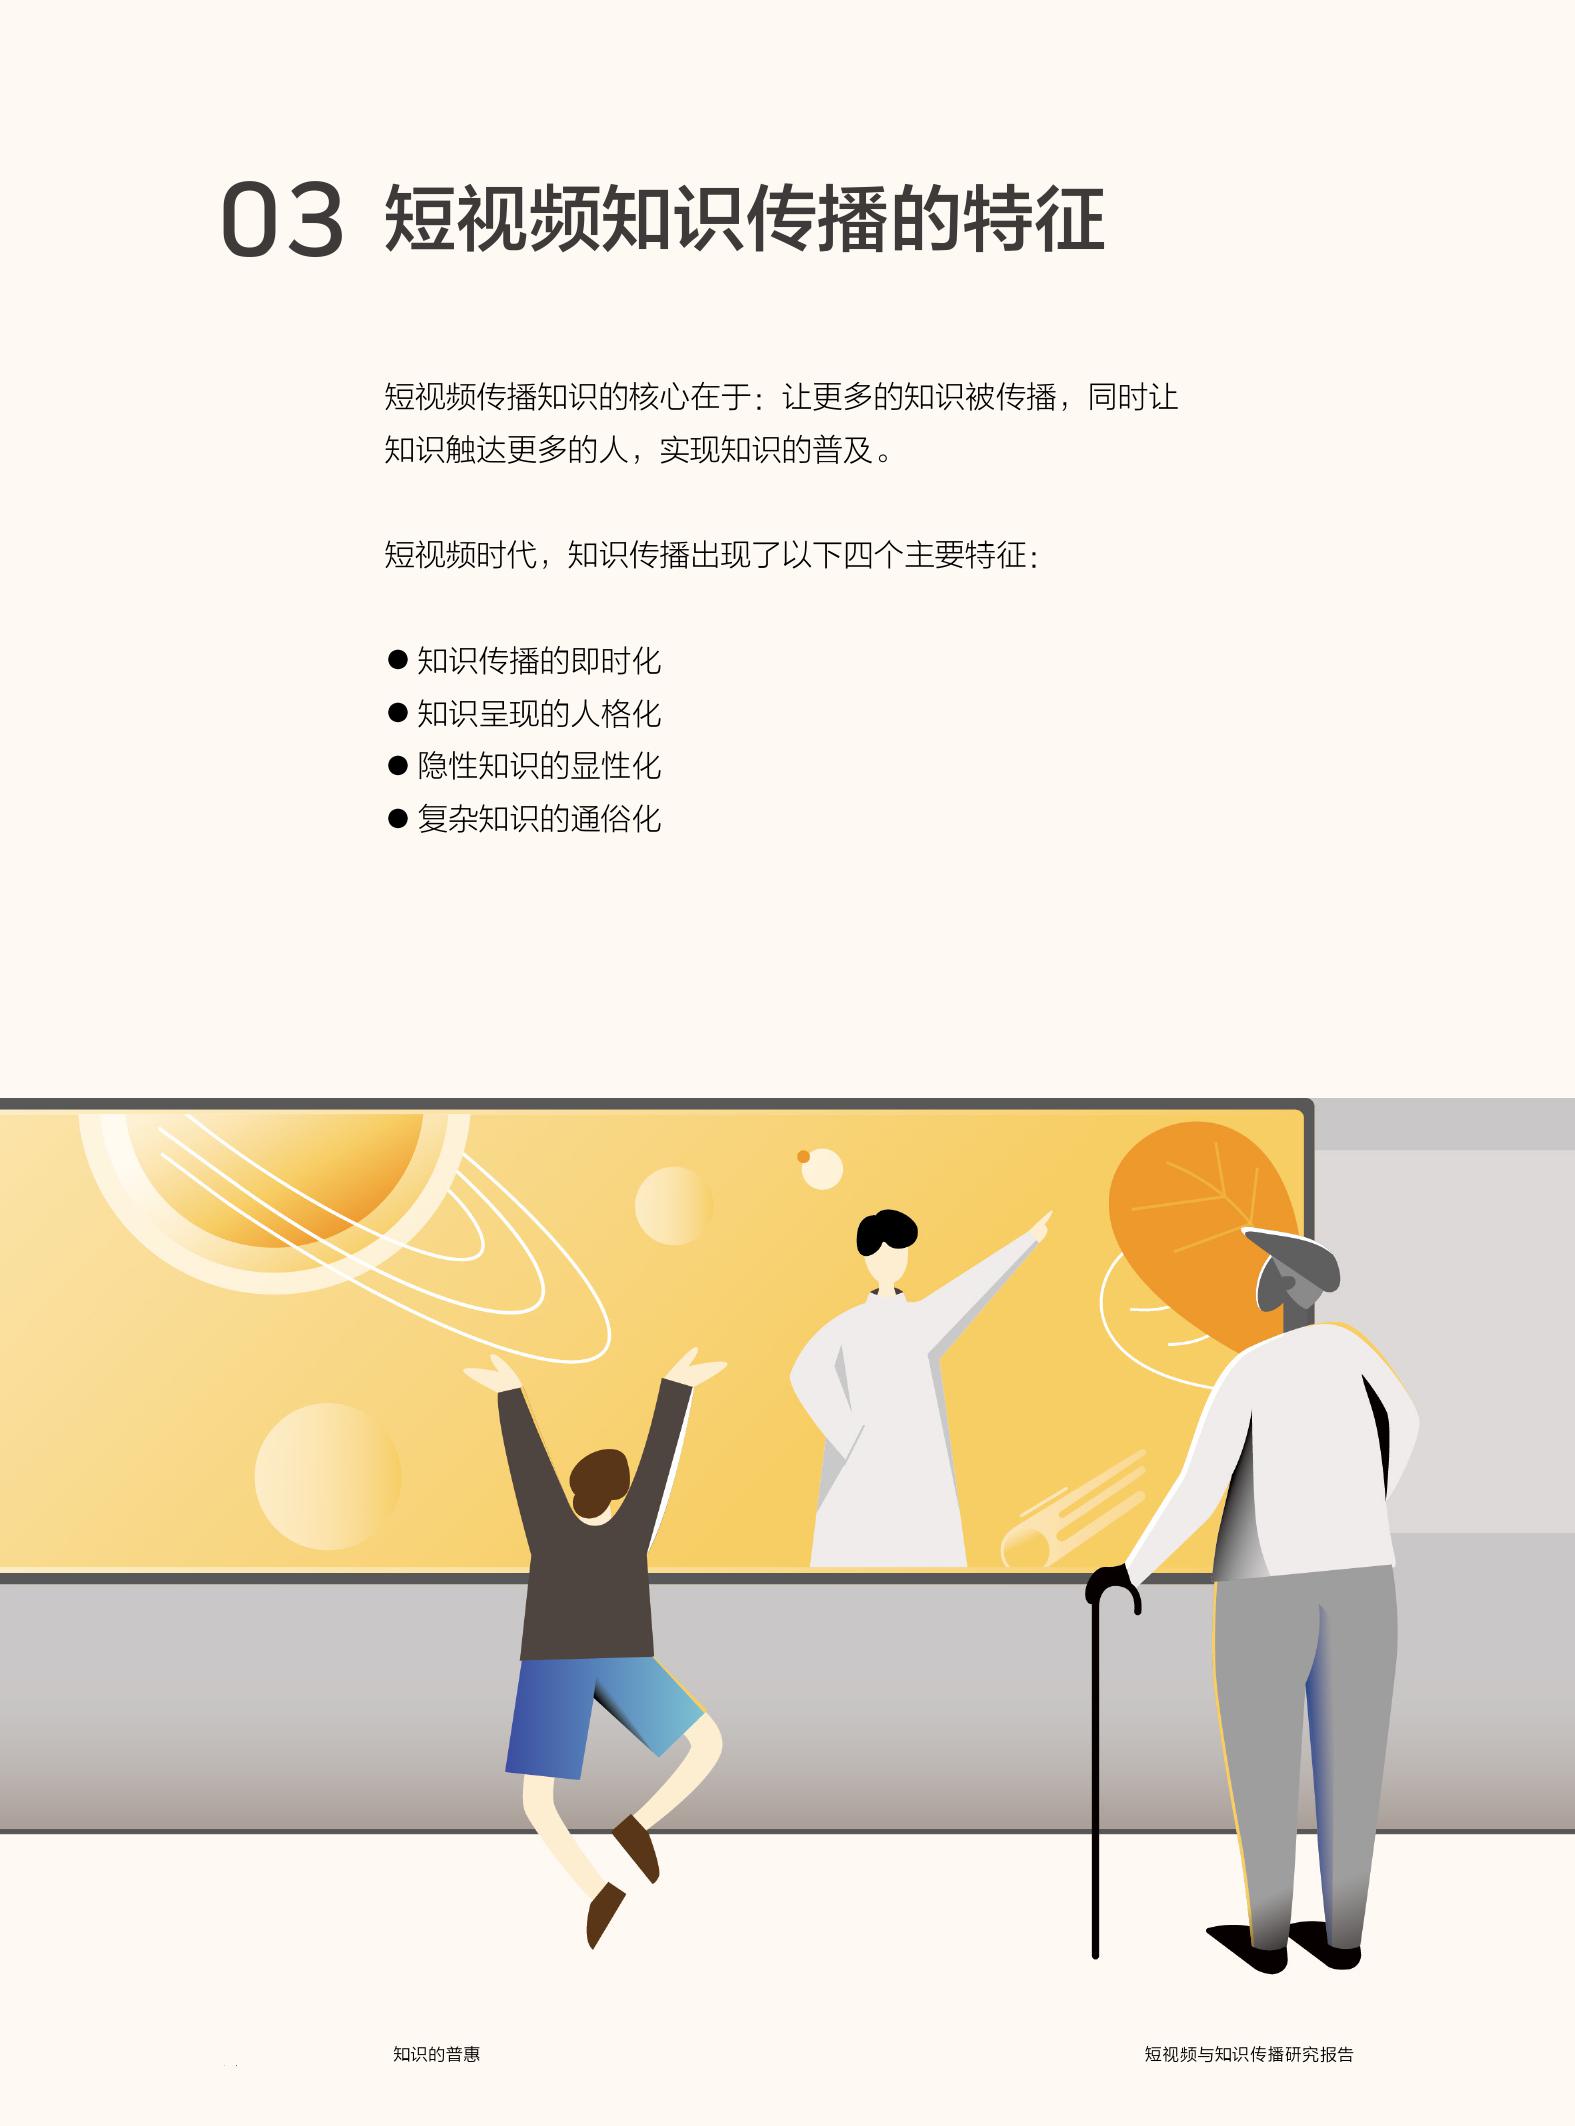 03 短视频知识传播的特征
短视频传播知识的核心在于：让更多的知识被传播，同时让
知识触达更多的人，实现知识的普及。
短视频时代，知识传播出现了以下四个主要特征：
● 知识传播的即时化
● 知识呈现的人格化
● 隐性知识的显性化
● 复杂知识的通俗化
知识的普惠
短视频与知识传播研究报告